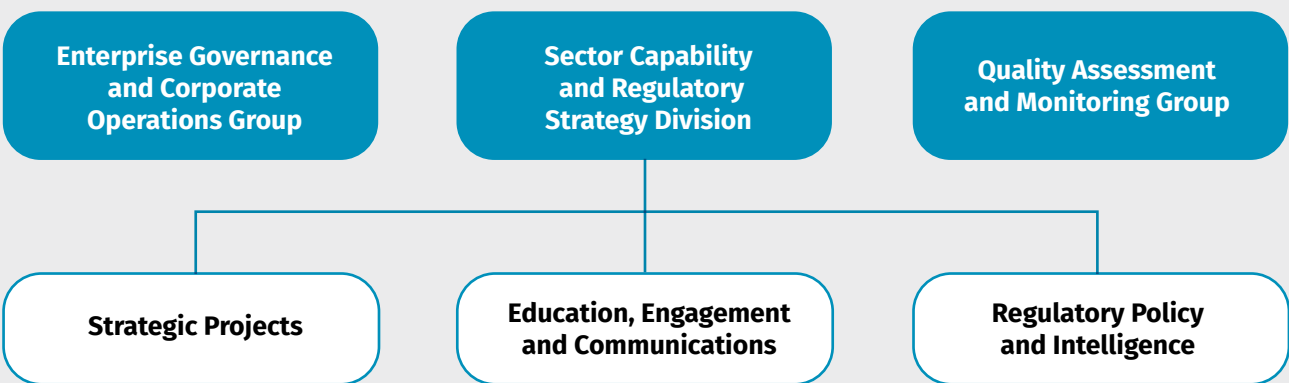 Enterprise Governance
and Corporate
Operations Group
Sector Capability
and Regulatory
Strategy Division
Quality Assessment
and Monitoring Group
Strategic Projects
Education, Engagement
and Communications
Regulatory Policy
and Intelligence